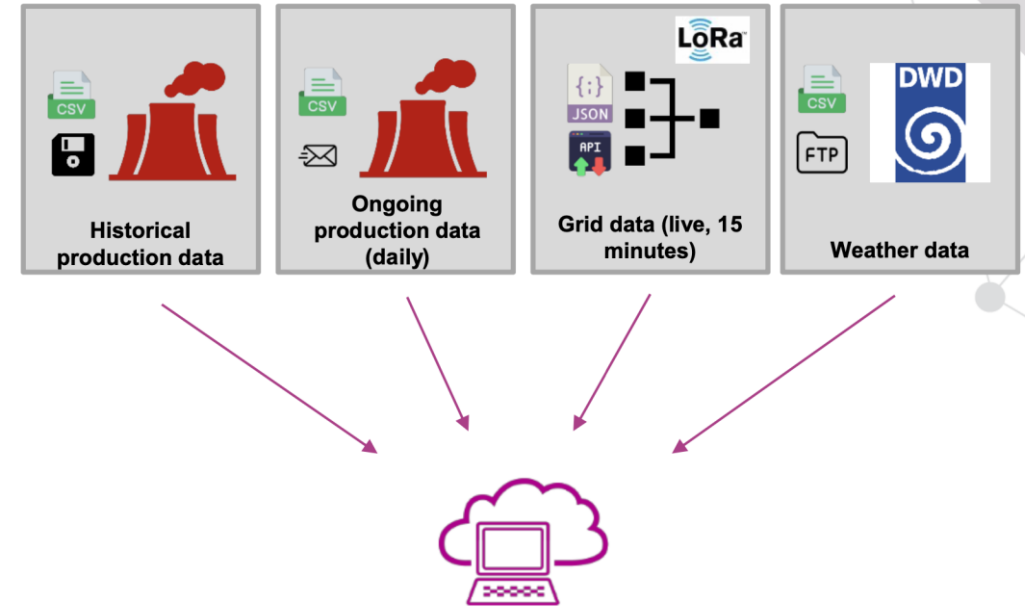 CSV
Historical
production data
CSV
Ongoing
production data
(daily)
LoRa™
{;}
JSON
API
Grid data (live, 15
minutes)
CSV
FTP
DWD
Weather data